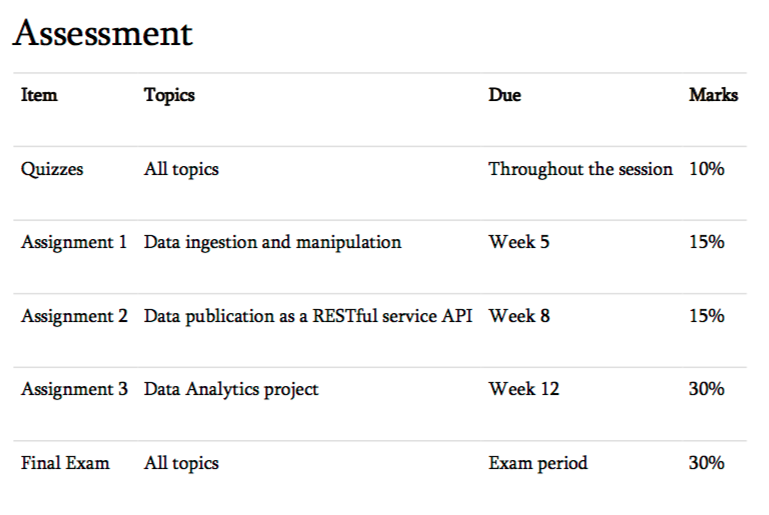 Assessment
Item Topics Due Marks
Quizzes All topics Throughout the session 10%
Assignment 1 Data ingestion and manipulation Week 5 15%
Assignment 2 Data publication as a RESTful service API Week 8 15%
Assignment 3 Data Analytics project Week 12 30%
Final Exam All topics Exam period 30%